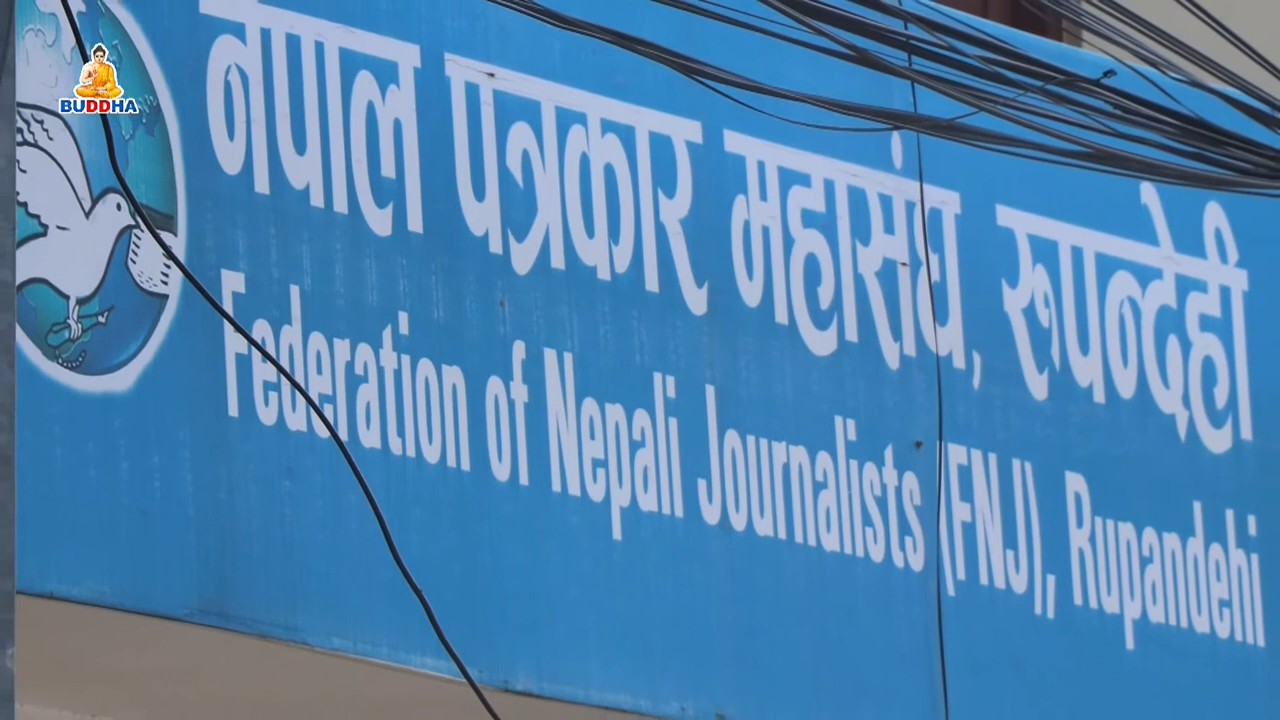 BUDDHA
नेपाल पत्रकार महासंघ, रूपन्देही
Federation of Nepali Journalists (FNJ), Rupandehi